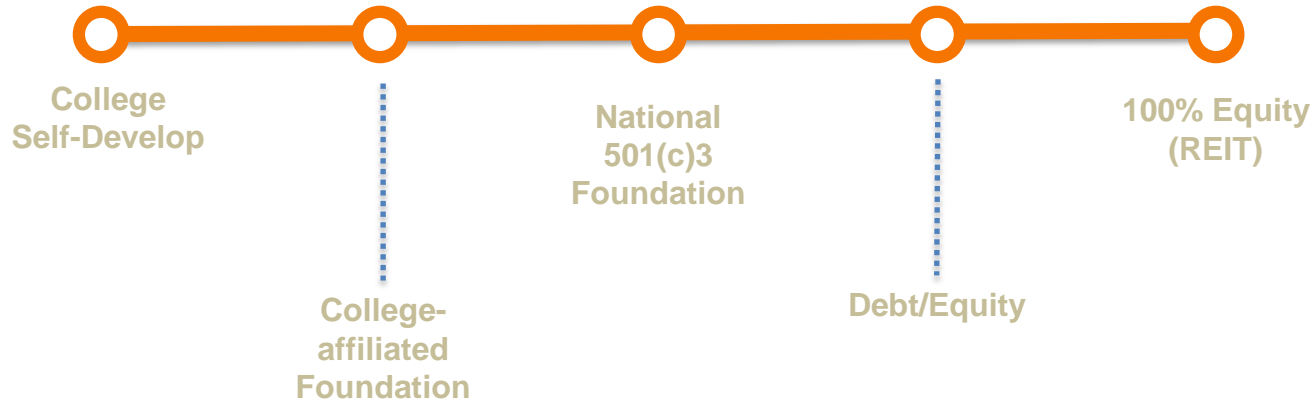 College
Self-Develop
College-
affiliated
Foundation
National
501(c)3
Foundation
Debt/Equity
100% Equity
(REIT)